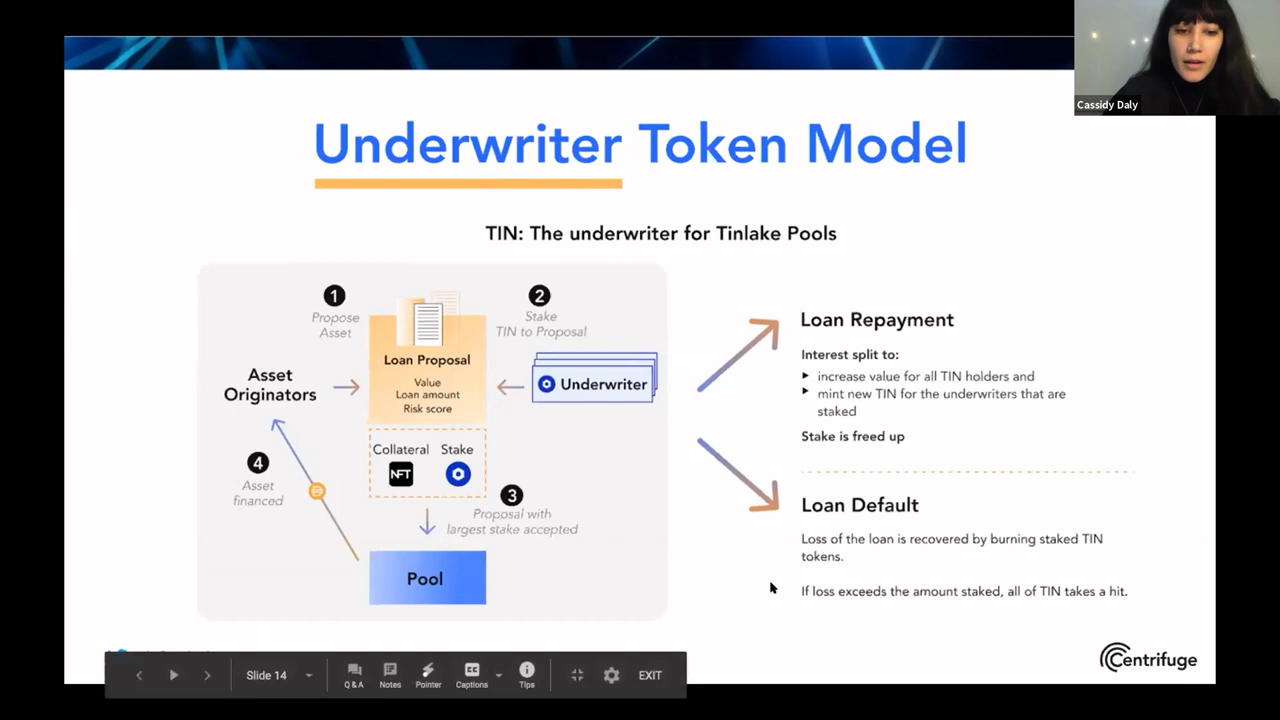 Cassidy Daly
Underwriter Token Model
TIN: The underwriter for Tinlake Pools
1
Propose
Asset
2
Stake
TIN to Proposal
Loan Proposal
Value
Loan amount
Risk score
Asset
Originators
Underwriter
Collateral
Stake
NFT
3
Proposal with
largest stake accepted
4
Asset
financed
Pool
Loan Repayment
Interest split to:
increase value for all TIN holders and
mint new TIN for the underwriters that are
staked
Stake is freed up
Loan Default
Loss of the loan is recovered by burning staked TIN
tokens.
If loss exceeds the amount staked, all of TIN takes a hit.
Centrifuge
Slide 14
Q & A
Notes
Pointer
CC
Captions
Tips
EXIT